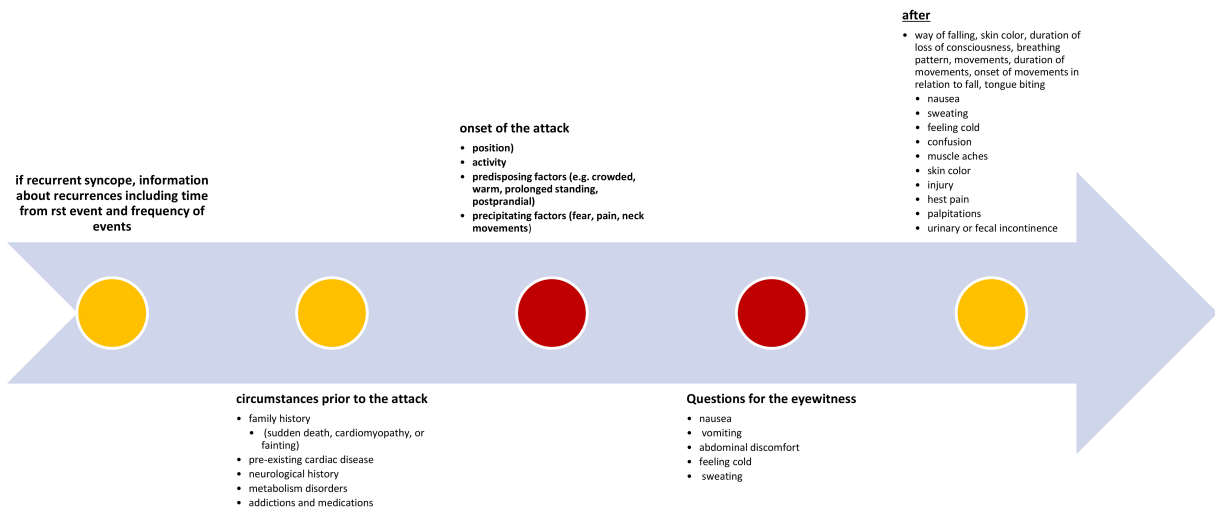 if recurrent syncope, information
about recurrences including time
from rst event and frequency of
events
circumstances prior to the attack
• family history
• (sudden death, cardiomyopathy, or
fainting)
• pre-existing cardiac disease
• neurological history
• metabolism disorders
• addictions and medications
onset of the attack
• position)
• activity
• predisposing factors (e.g. crowded,
warm, prolonged standing,
postprandial)
• precipitating factors (fear, pain, neck
movements)
Questions for the eyewitness
• nausea
• vomiting
• abdominal discomfort
• feeling cold
• sweating
after
• way of falling, skin color, duration of
loss of consciousness, breathing
pattern, movements, duration of
movements, onset of movements in
relation to fall, tongue biting
• nausea
• sweating
• feeling cold
• confusion
• muscle aches
• skin color
• injury
• hest pain
• palpitations
• urinary or fecal incontinence